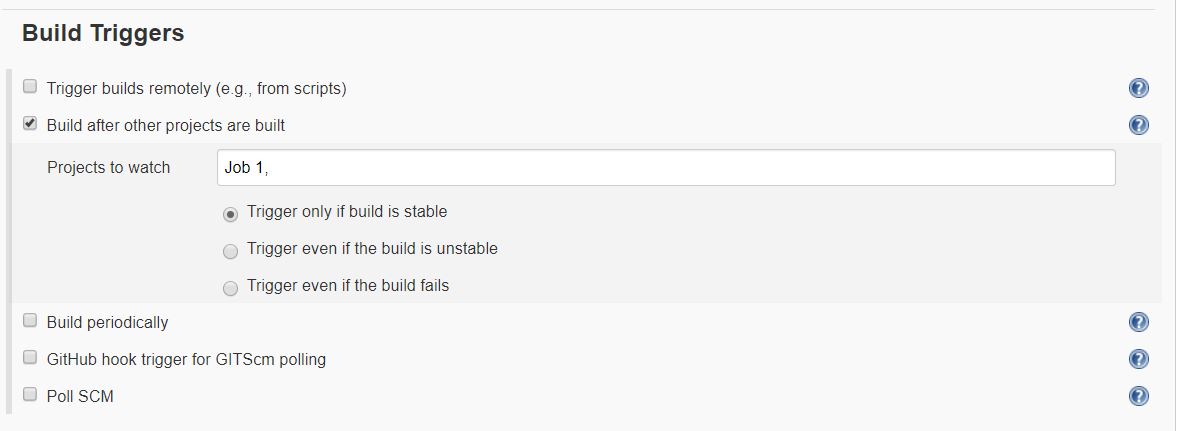 Build Triggers
Trigger builds remotely (e.g., from scripts)
Build after other projects are built
Projects to watch Job 1,
Trigger only if build is stable
Trigger even if the build is unstable
Trigger even if the build fails
Build periodically
GitHub hook trigger for GITScm polling
Poll SCM